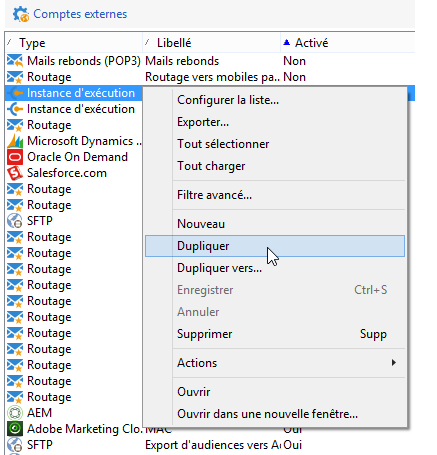 Comptes externes
Type Libellé Activé
Mails rebonds (POP3) Mails rebonds Non
Routage Routage vers mobiles pa... Non
Instance d'exécution
Instance d'exécution
Routage
Microsoft Dynamics ...
Oracle On Demand
Salesforce.com
Routage
Routage
SFTP
Routage
Routage
Routage
Routage
Routage
Routage
Routage
Routage
Routage
Routage
Routage
AEM
Adobe Marketing Clo. MAC Oui
SFTP Export d'audiences vers A Oui
Configurer la liste...
Exporter...
Tout sélectionner
Tout charger
Filtre avancé...
Nouveau
Dupliquer
Dupliquer vers...
Enregistrer Ctrl+S
Annuler
Supprimer Supp
Actions
Ouvrir
Ouvrir dans une nouvelle fenêtre...